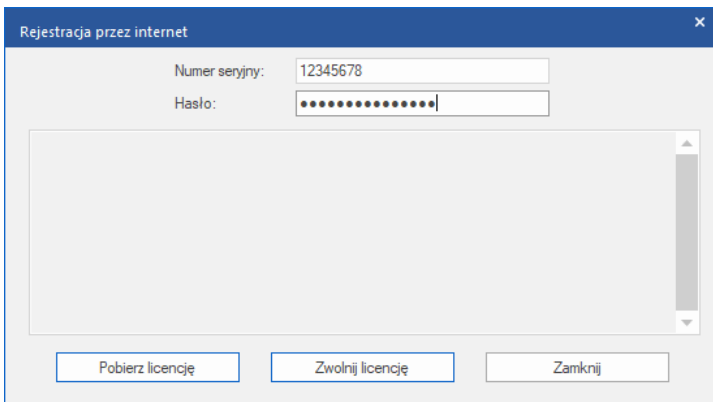 Rejestracja przez internet
Numer seryjny: 12345678
Hasło: •••••••••••••••
Pobierz licencję Zwolnij licencję Zamknij